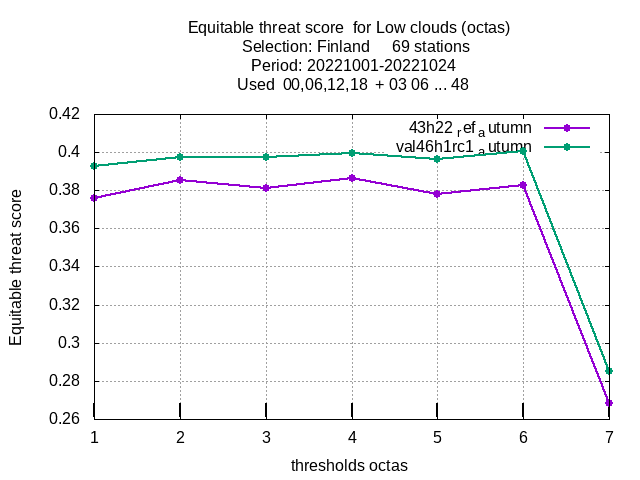 Equitable threat score  for Low clouds (octas)
Selection: Finland     69 stations
Period: 20221001-20221024
Used  00,06,12,18  + 03 06 ... 48
43h22 ref a utumn
val46h1rc1 a utumn
0.42
0.4
0.38
0.36
0.34
0.32
0.3
0.28
0.26
Equitable threat score
1 2 3 4 5 6 7
thresholds octas